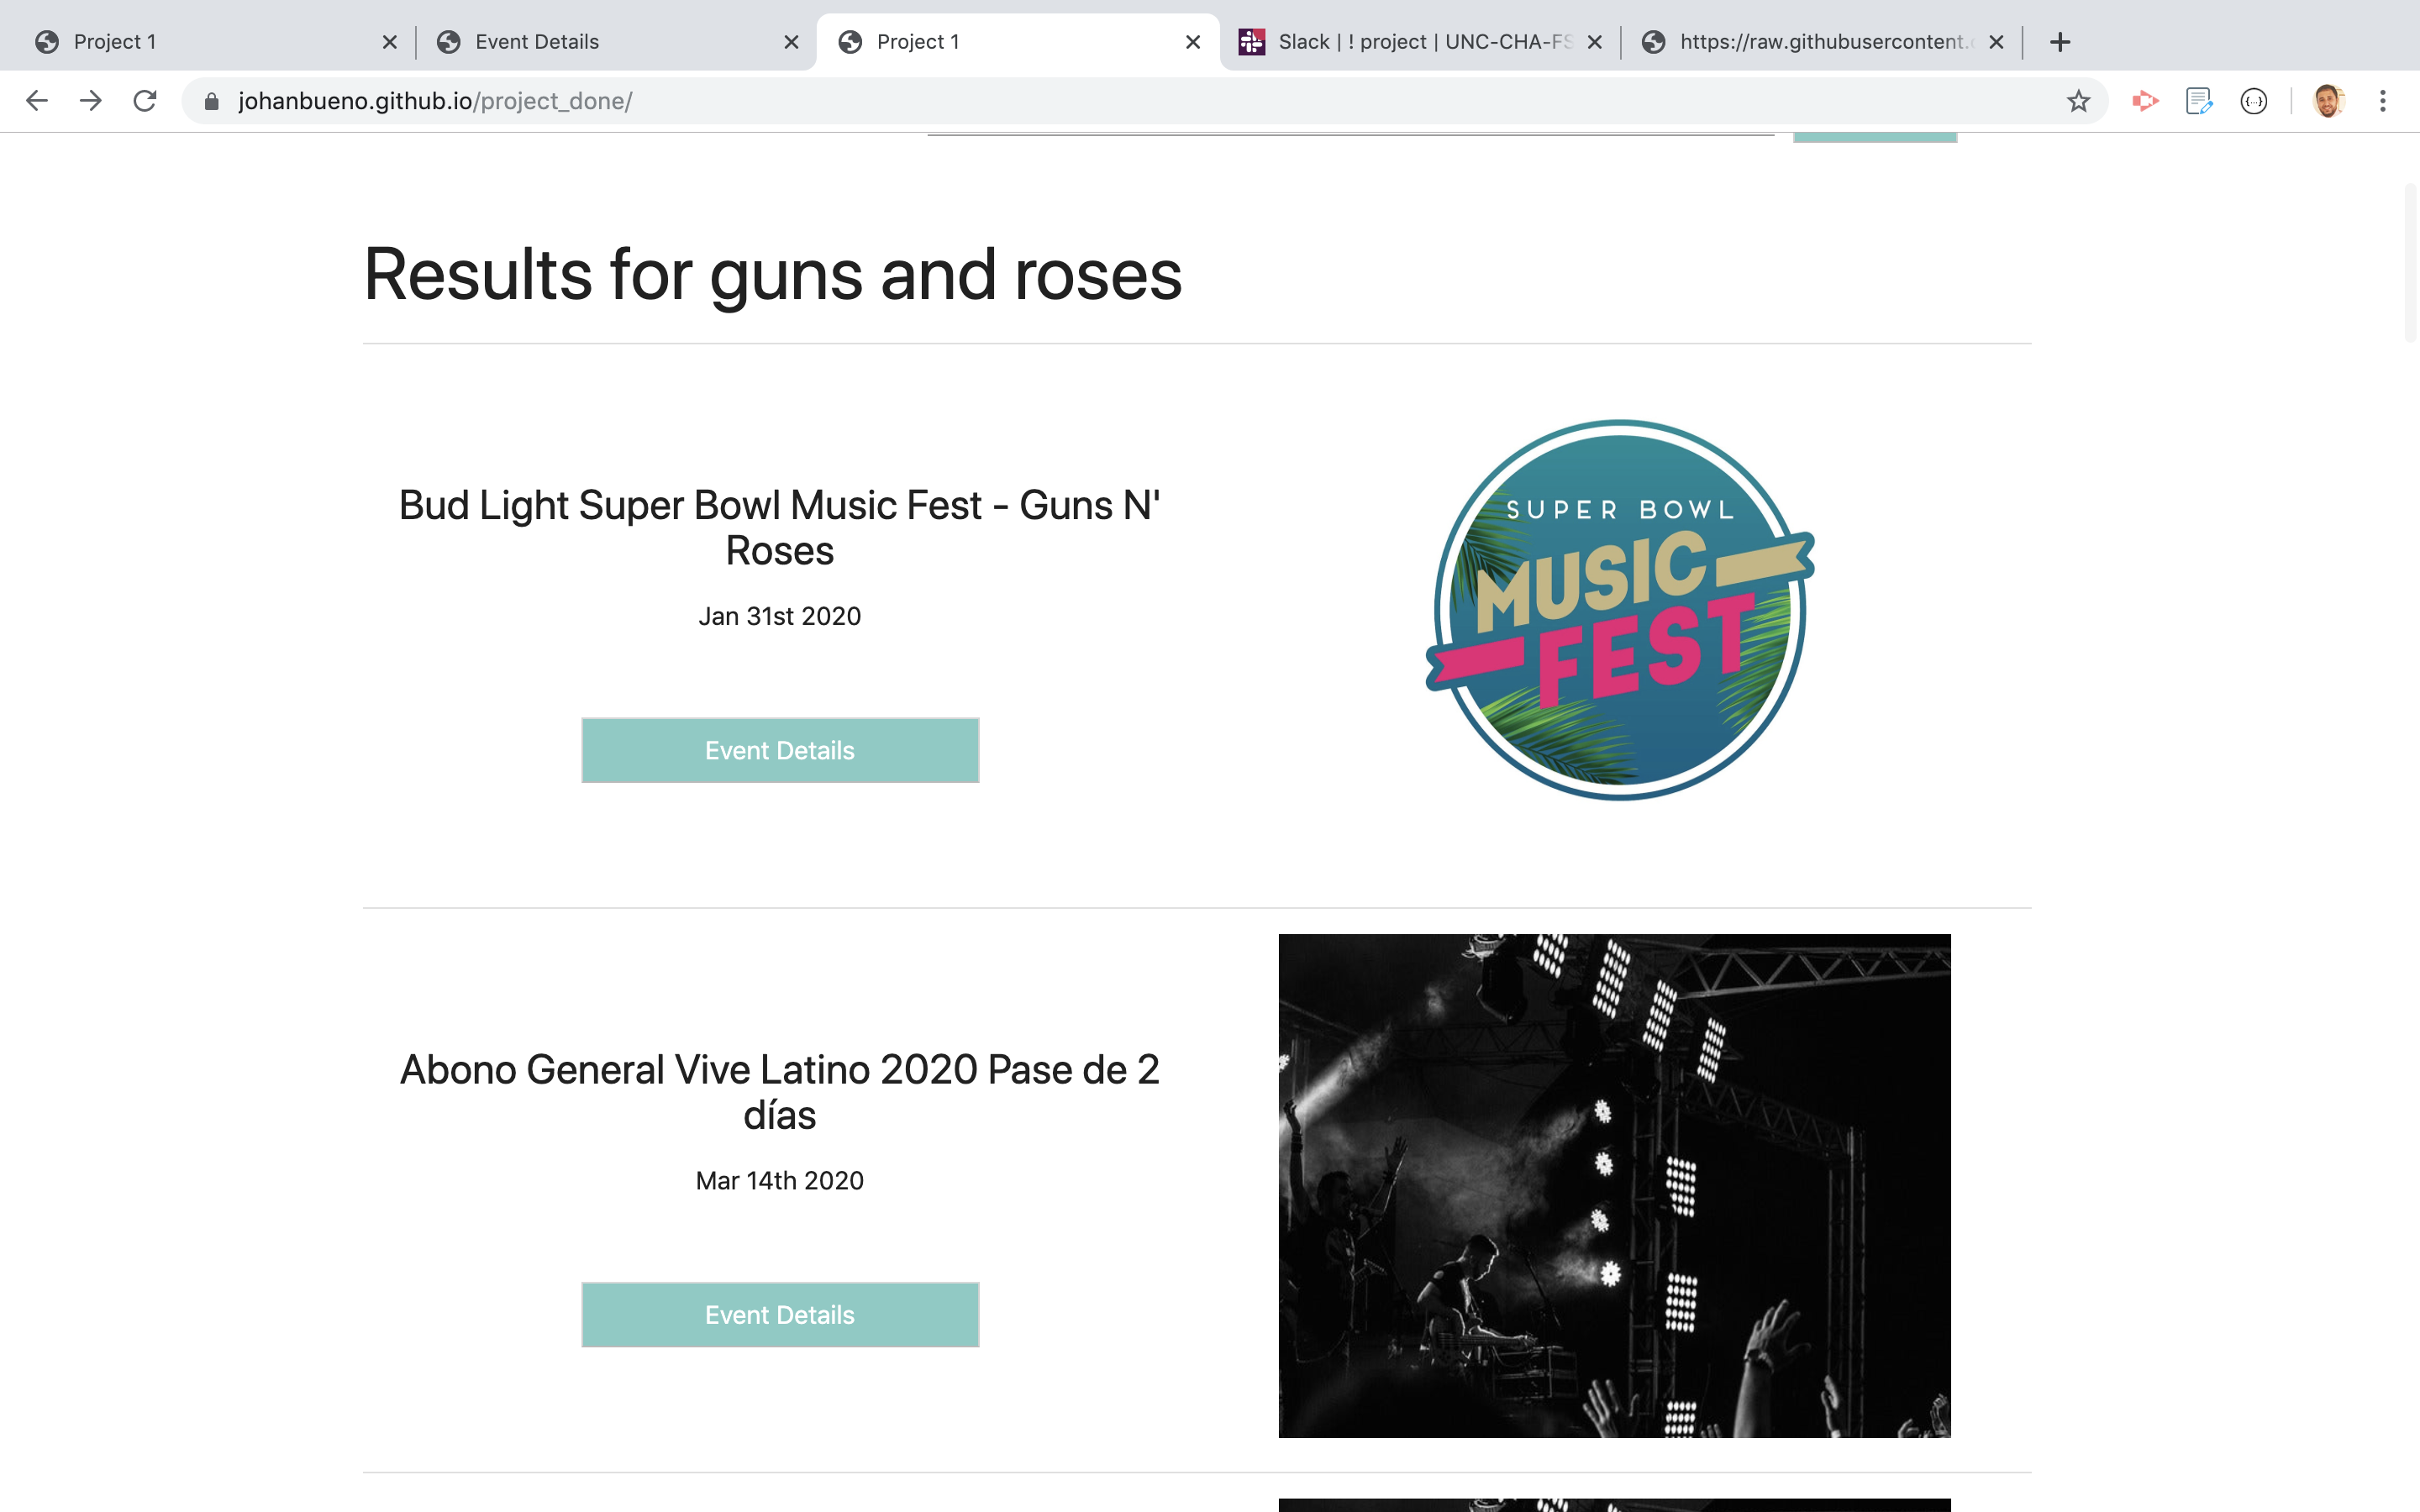 Project 1
Event Details
Project 1
Slack | ! project | UNC-CHA-FS
https://raw.githubusercontent.
johanbueno.github.io/project_done/
Results for guns and roses
Bud Light Super Bowl Music Fest - Guns N'
Roses
Jan 31st 2020
Event Details
SUPER BOWL
MUSIC
FEST
Abono General Vive Latino 2020 Pase de 2
días
Mar 14th 2020
Event Details